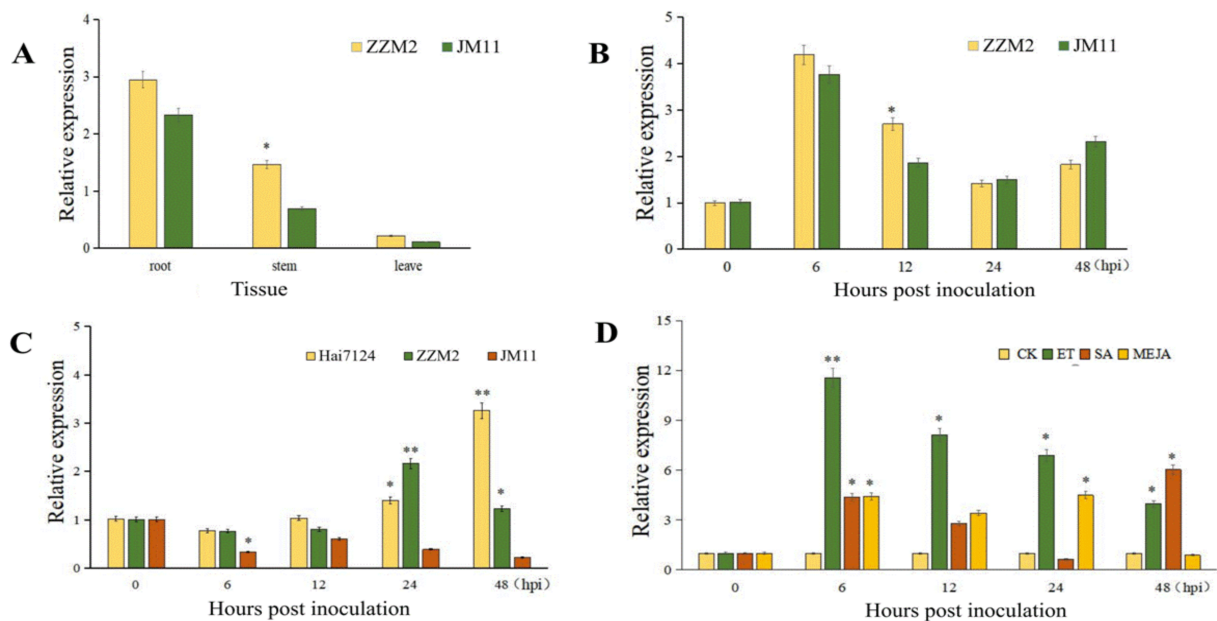 A
ZZM2 JM11
Relative expression
4
3
2
1
0
*
root stem leave
Tissue
B
ZZM2 JM11
Relative expression
5
4
3
2
1
0
*
0 6 12 24 48 (hpi)
Hours post inoculation
C
Hai7124 ZZM2 JM11
Relative expression
5
4
3
2
1
0
*
*
**
**
*
0 6 12 24 48 (hpi)
Hours post inoculation
D
CK ET SA MEJA
Relative expression
15
12
9
6
3
0
**
* *
*
*
*
*
*
0 6 12 24 48 (hpi)
Hours post inoculation